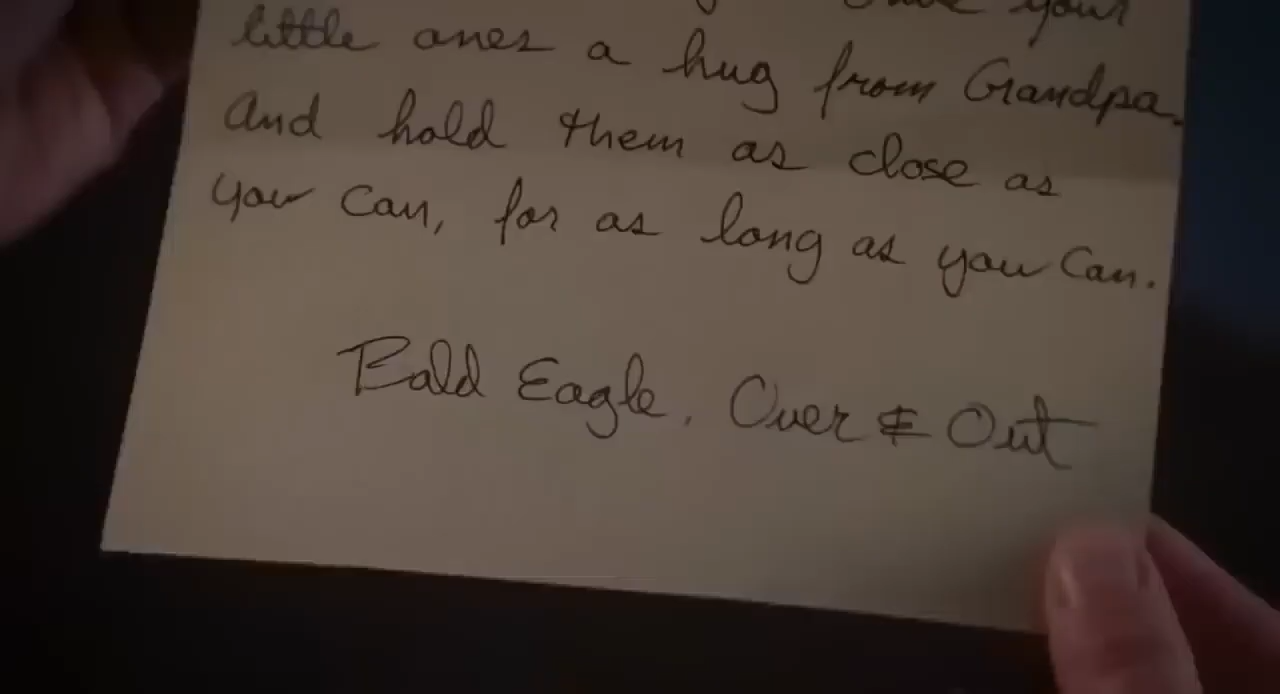 your
little ones a hug from Grandpa.
And hold them as close as
you can, for as long as you can.
Bald Eagle, Over & Out